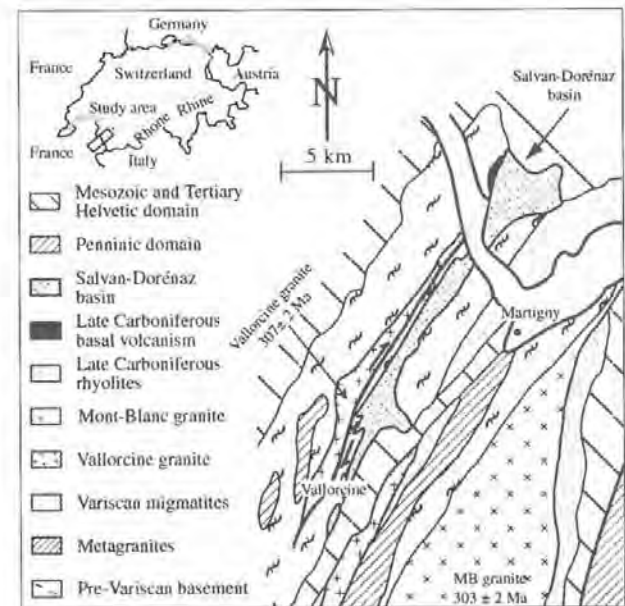 Germany
France
Switzerland
Austria
Study area
Rhone
Rhine
France
Italy
N
5 km
Salvan-Dorénaz
basin
Mesozoic and Tertiary
Helvetic domain
Penninic domain
Salvan-Dorénaz
basin
Late Carboniferous
basal volcanism
Late Carboniferous
rhyolites
Mont-Blanc granite
Vallorcine granite
Variscan migmatites
Metagranites
Pre-Variscan basement
Vallorcine granite
307± 2 Ma
Martigny
Vallorcine
MB granite
303 ± 2 Ma